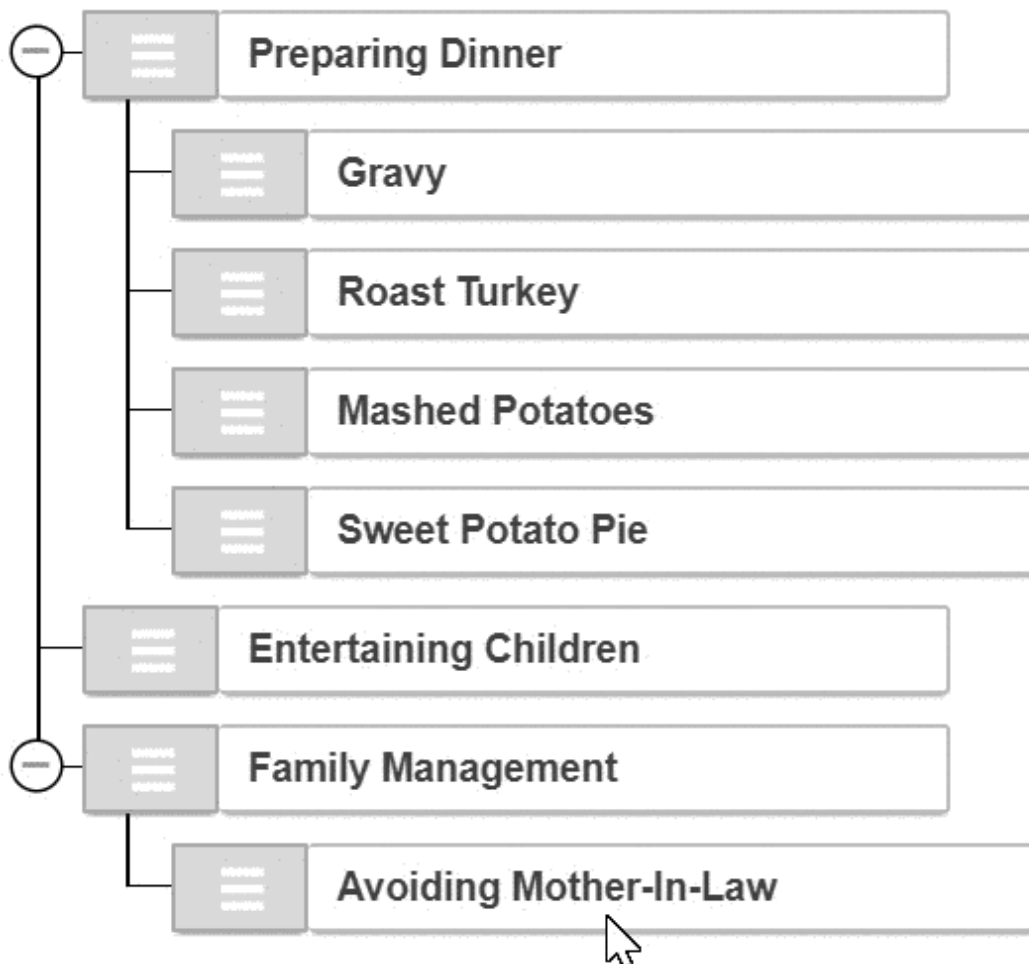 Preparing Dinner
Gravy
Roast Turkey
Mashed Potatoes
Sweet Potato Pie
Entertaining Children
Family Management
Avoiding Mother-In-Law